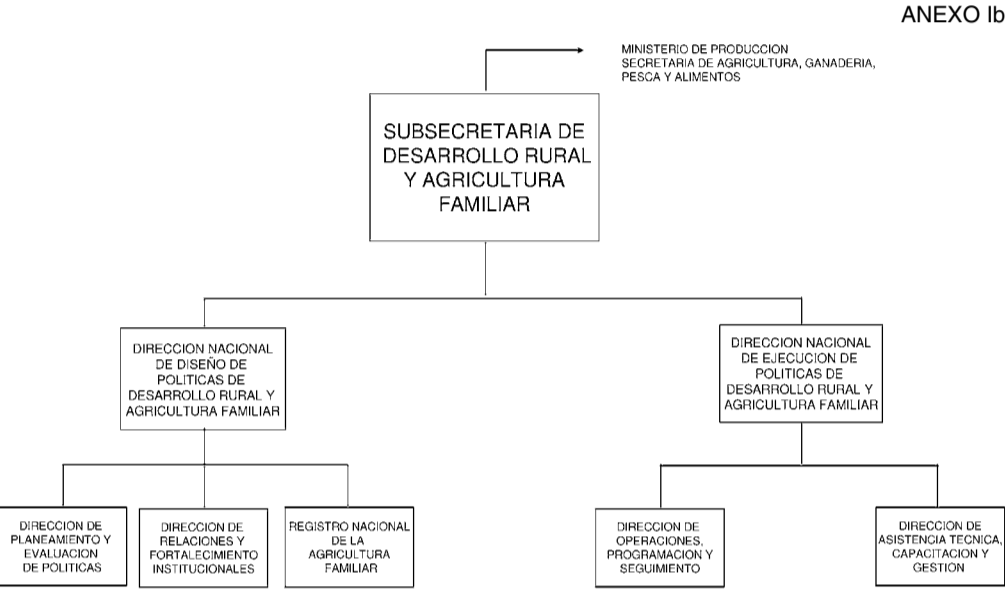 ANEXO Ib
MINISTERIO DE PRODUCCION
SECRETARIA DE AGRICULTURA, GANADERIA,
PESCA Y ALIMENTOS
SUBSECRETARIA DE
DESARROLLO RURAL
Y AGRICULTURA
FAMILIAR
DIRECCION NACIONAL
DE DISEÑO DE
POLITICAS DE
DESARROLLO RURAL Y
AGRICULTURA FAMILIAR
DIRECCION NACIONAL
DE EJECUCION DE
POLITICAS DE
DESARROLLO RURAL Y
AGRICULTURA FAMILIAR
DIRECCION DE
PLANEAMIENTO Y
EVALUACION
DE POLITICAS
DIRECCION DE
RELACIONES Y
FORTALECIMIENTO
INSTITUCIONALES
REGISTRO NACIONAL
DE LA
AGRICULTURA
FAMILIAR
DIRECCION DE
OPERACIONES,
PROGRAMACION Y
SEGUIMIENTO
DIRECCION DE
ASISTENCIA TECNICA,
CAPACITACION Y
GESTION